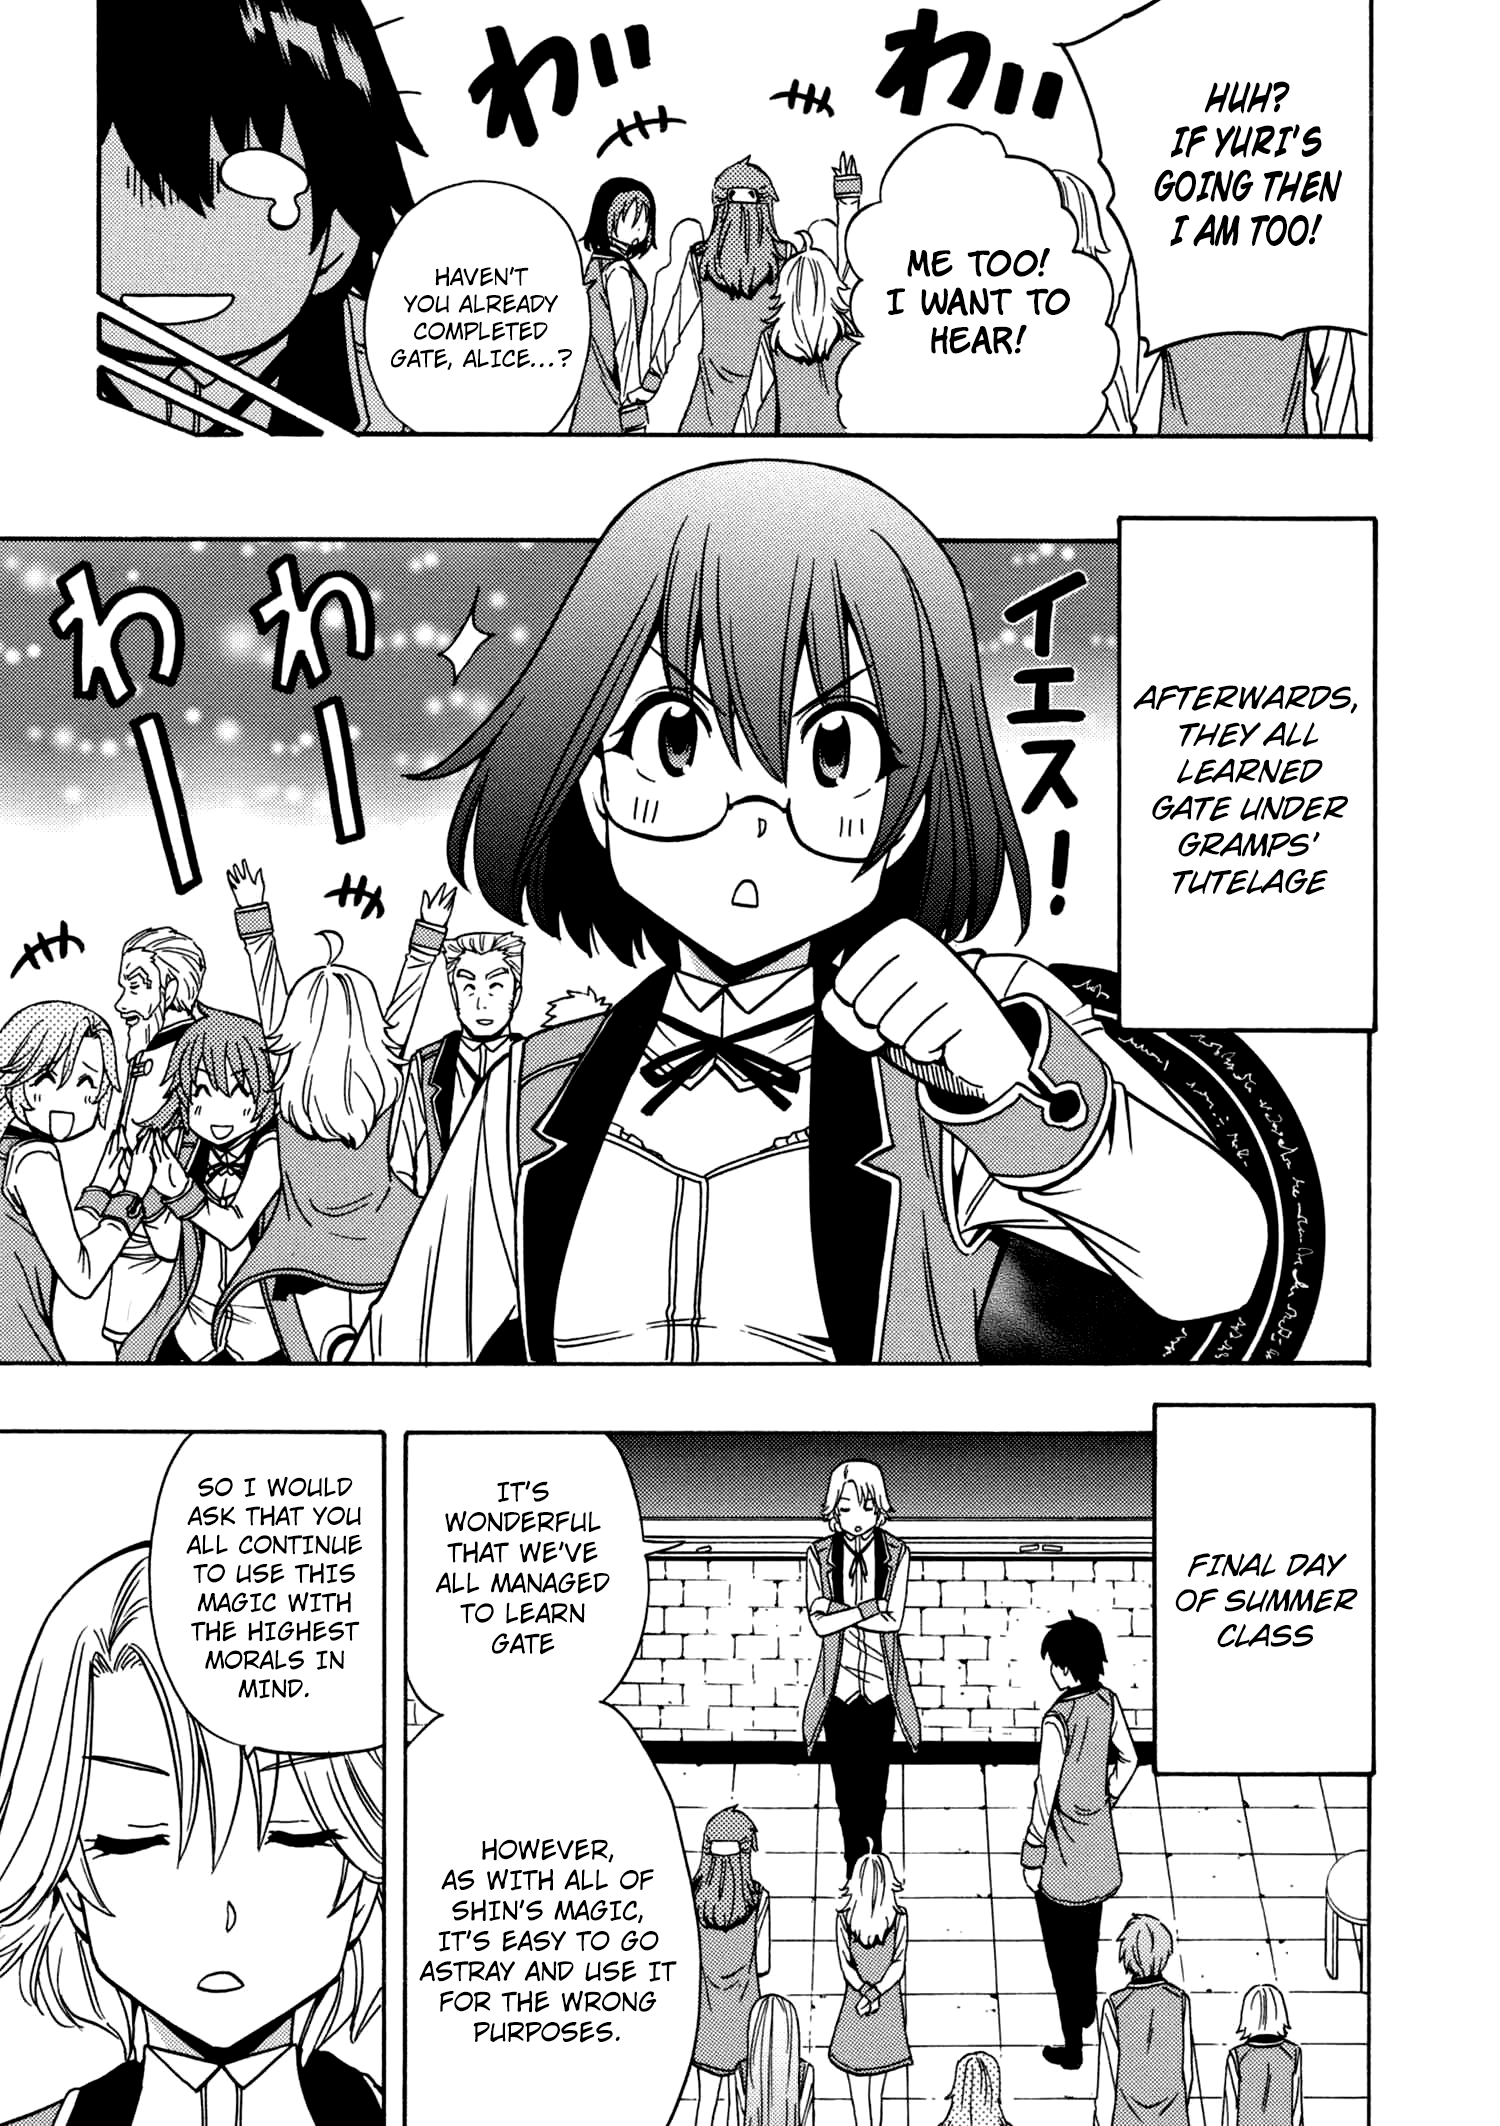 HUH?
IF YURI'S
GOING THEN
I AM TOO!
わい
わい
ME TOO!
I WANT TO
HEAR!
HAVEN'T
YOU ALREADY
COMPLETED
GATE, ALICE...?
AFTERWARDS,
THEY ALL
LEARNED
GATE UNDER
GRAMPS'
TUTELAGE
イエス!
わー
わー
FINAL DAY
OF SUMMER
CLASS
IT'S
WONDERFUL
THAT WE'VE
ALL MANAGED
TO LEARN
GATE
HOWEVER,
AS WITH ALL OF
SHIN'S MAGIC,
IT'S EASY TO GO
ASTRAY AND USE IT
FOR THE WRONG
PURPOSES.
SO I WOULD
ASK THAT YOU
ALL CONTINUE
TO USE THIS
MAGIC WITH
THE HIGHEST
MORALS IN
MIND.